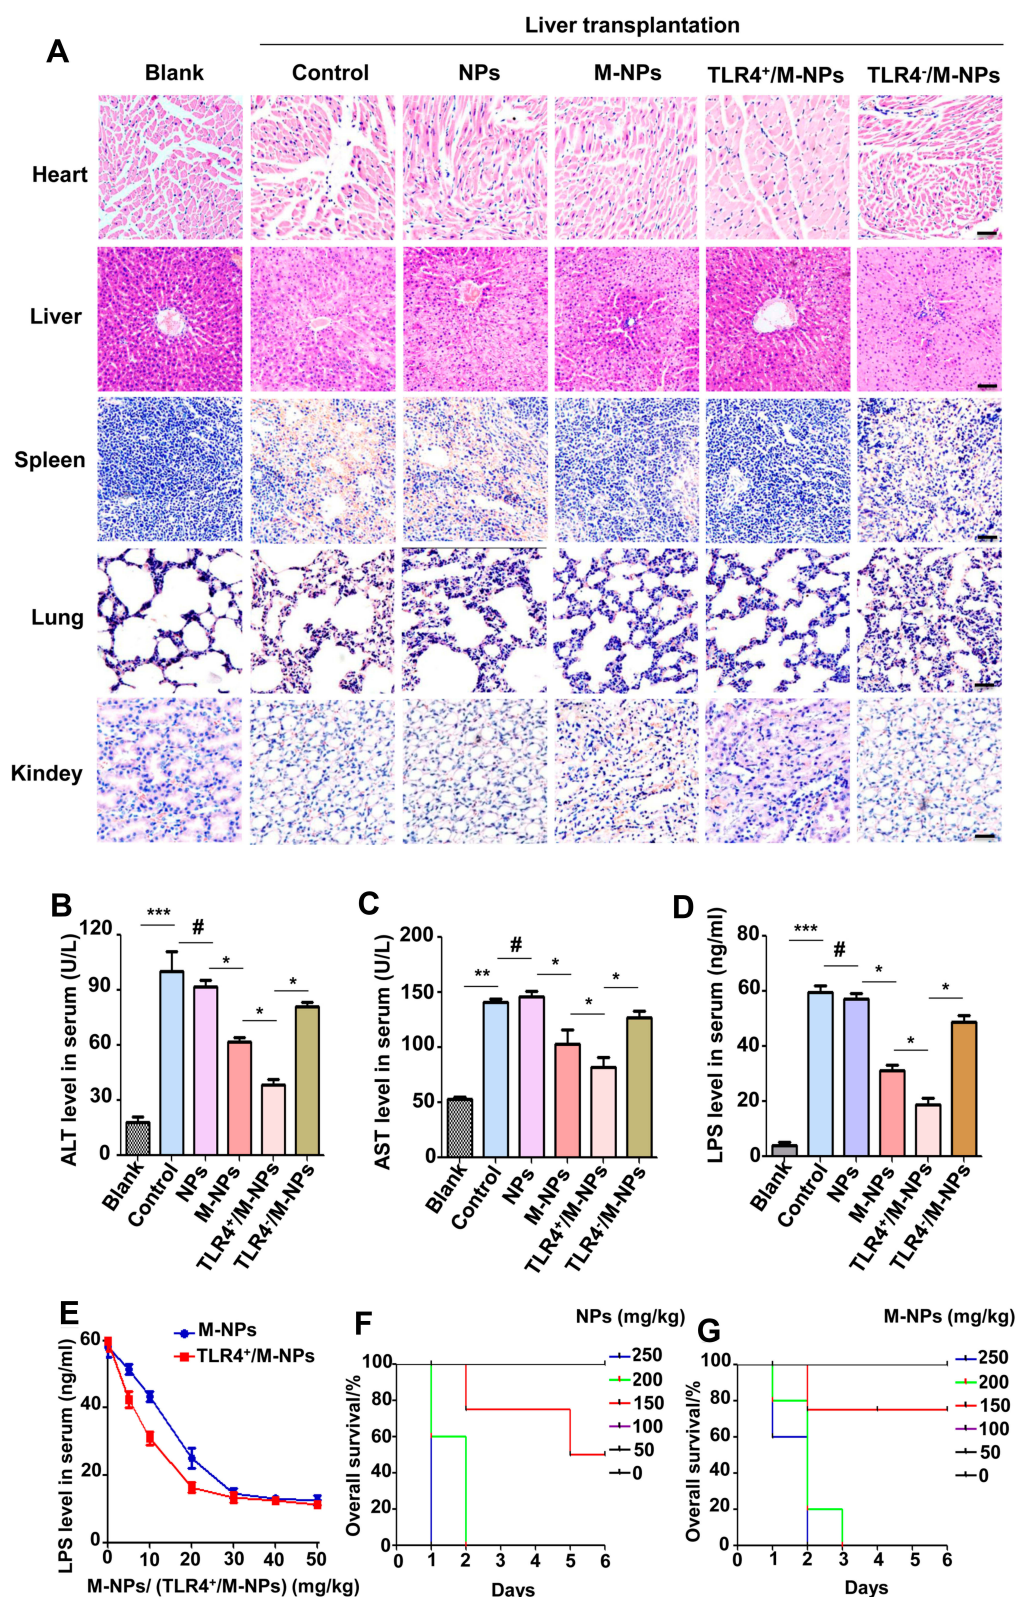 A
Liver transplantation
Blank Control NPs M-NPs TLR4⁺/M-NPs TLR4⁻/M-NPs
Heart
Liver
Spleen
Lung
Kindey
B
ALT level in serum (U/L)
120
90
60
30
0
*** # * * *
Blank Control NPs M-NPs TLR4⁺/M-NPs TLR4⁻/M-NPs
C
AST level in serum (U/L)
200
150
100
50
0
** # * * *
Blank Control NPs M-NPs TLR4⁺/M-NPs TLR4⁻/M-NPs
D
LPS level in serum (ng/ml)
80
60
40
20
0
*** # * * *
Blank Control NPs M-NPs TLR4⁺/M-NPs TLR4⁻/M-NPs
E
M-NPs
TLR4⁺/M-NPs
LPS level in serum (ng/ml)
60
40
20
0
0 10 20 30 40 50
M-NPs/ (TLR4⁺/M-NPs) (mg/kg)
F
NPs (mg/kg)
250
200
150
100
50
0
Overall survival/%
100
80
60
40
20
0
0 1 2 3 4 5 6
Days
G
M-NPs (mg/kg)
250
200
150
100
50
0
Overall survival/%
100
80
60
40
20
0
0 1 2 3 4 5 6
Days